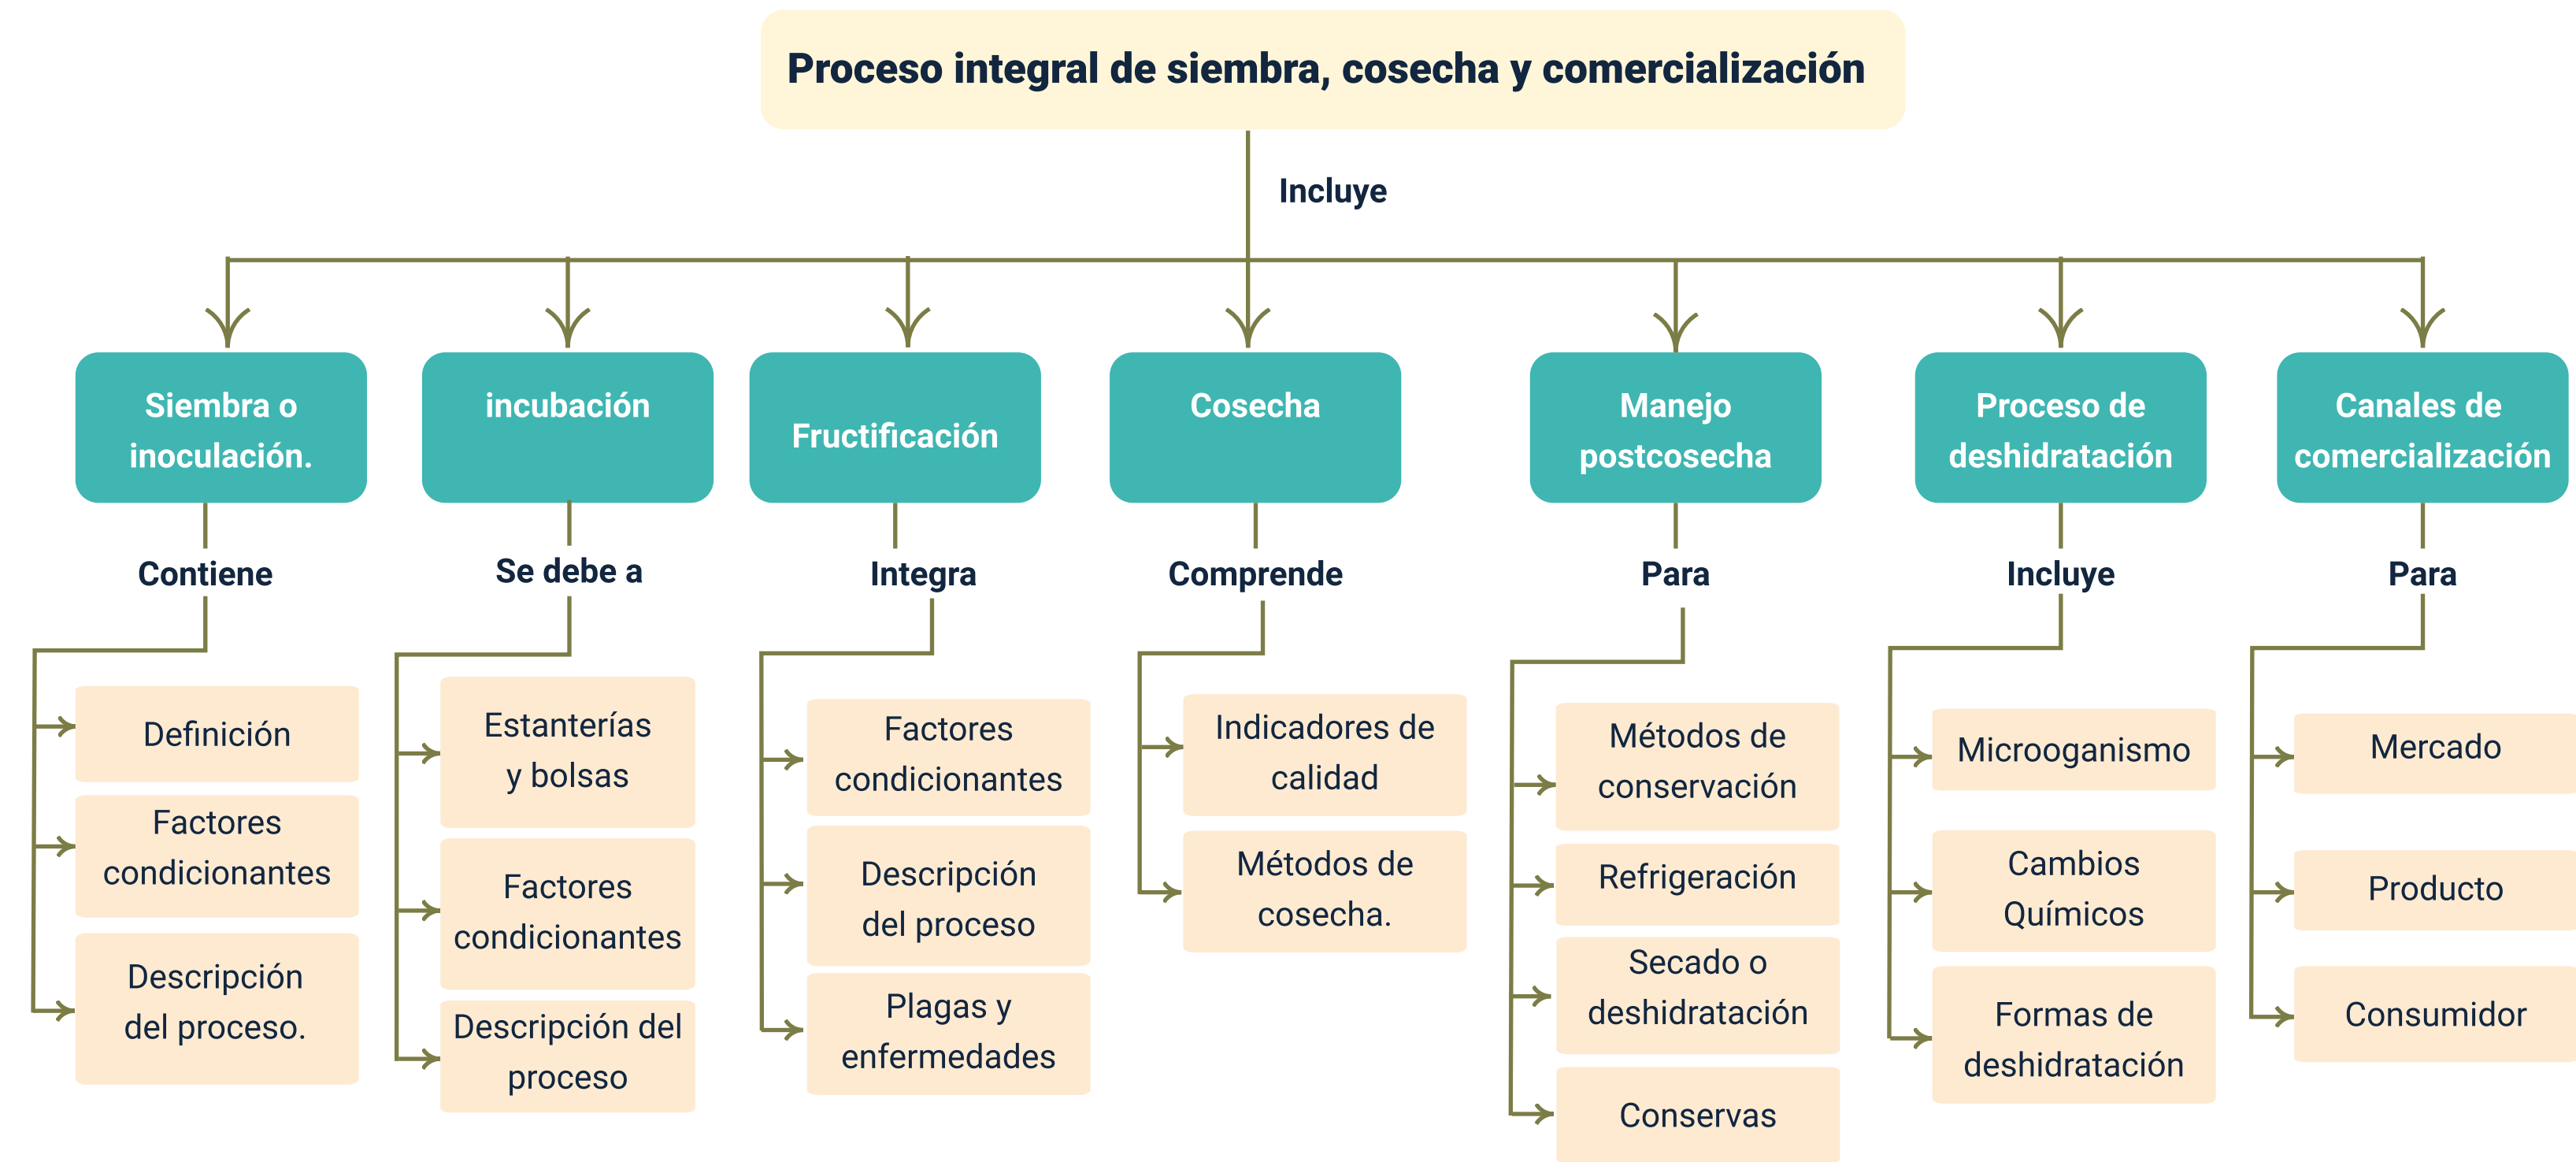 Proceso integral de siembra, cosecha y comercialización
Incluye
Siembra o
inoculación.
Contiene
Definición
Factores
condicionantes
Descripción
del proceso.
incubación
Se debe a
Estanterías
y bolsas
Factores
condicionantes
Descripción del
proceso
Fructificación
Integra
Factores
condicionantes
Descripción
del proceso
Plagas y
enfermedades
Cosecha
Comprende
Indicadores de
calidad
Métodos de
cosecha.
Manejo
postcosecha
Para
Métodos de
conservación
Refrigeración
Secado o
deshidratación
Conservas
Proceso de
deshidratación
Incluye
Microoganismo
Cambios
Químicos
Formas de
deshidratación
Canales de
comercialización
Para
Mercado
Producto
Consumidor